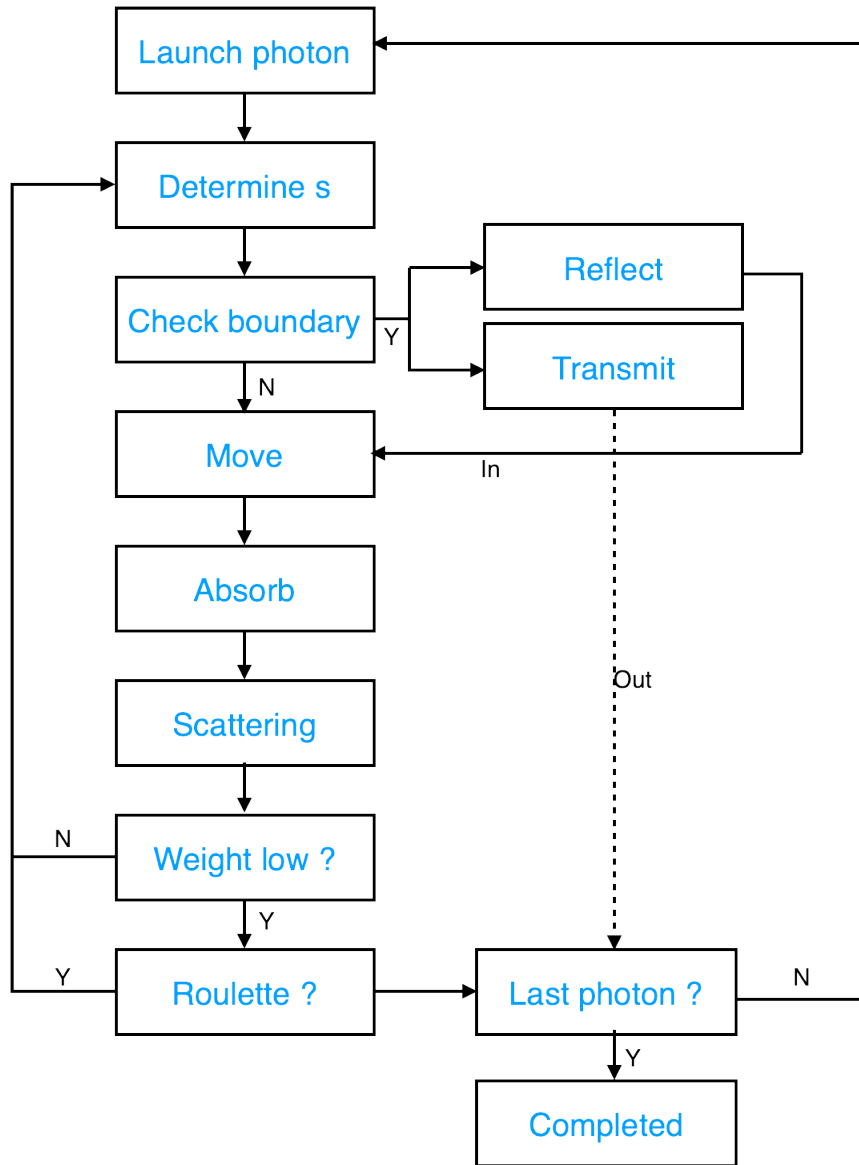 Launch photon
Determine s
Reflect
Check boundary
Y
Transmit
N
Move
In
Absorb
Out
Scattering
N
Weight low ?
Y
Y
Roulette ?
Last photon ?
N
Y
Completed